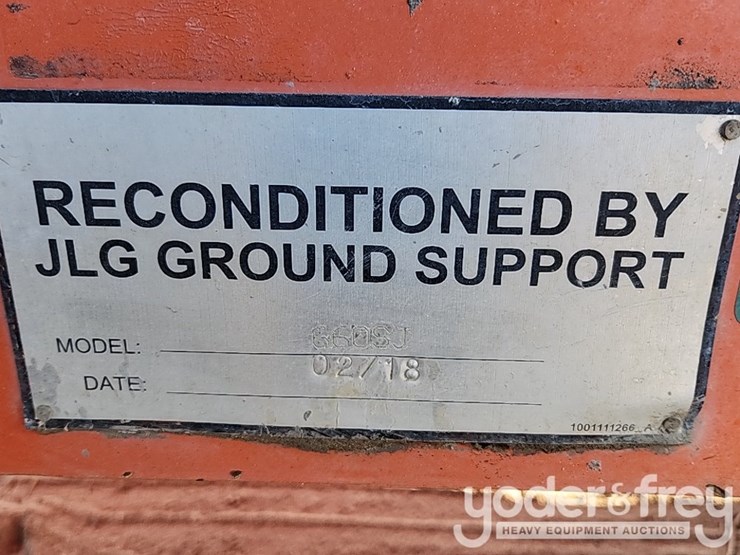 RECONDITIONED BY
JLG GROUND SUPPORT
MODEL: 660SJ
DATE: 02/18
1001111266_A
yoder&frey
HEAVY EQUIPMENT AUCTIONS